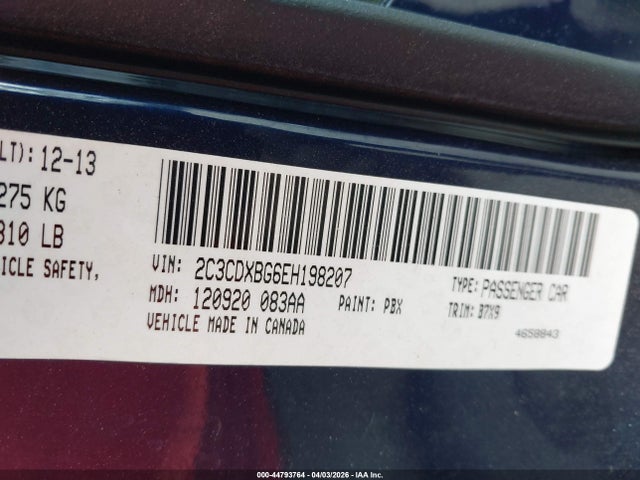 LT): 12-13
275 KG
310 LB
ICLE SAFETY,
VIN: 2C3CDXBG6EH198207
MDH: 120920 083AA
PAINT: PBX
VEHICLE MADE IN CANADA
TYPE: PASSENGER CAR
TRIM: B7X9
4658843
000-44793764 - 04/03/2026 - IAA Inc.